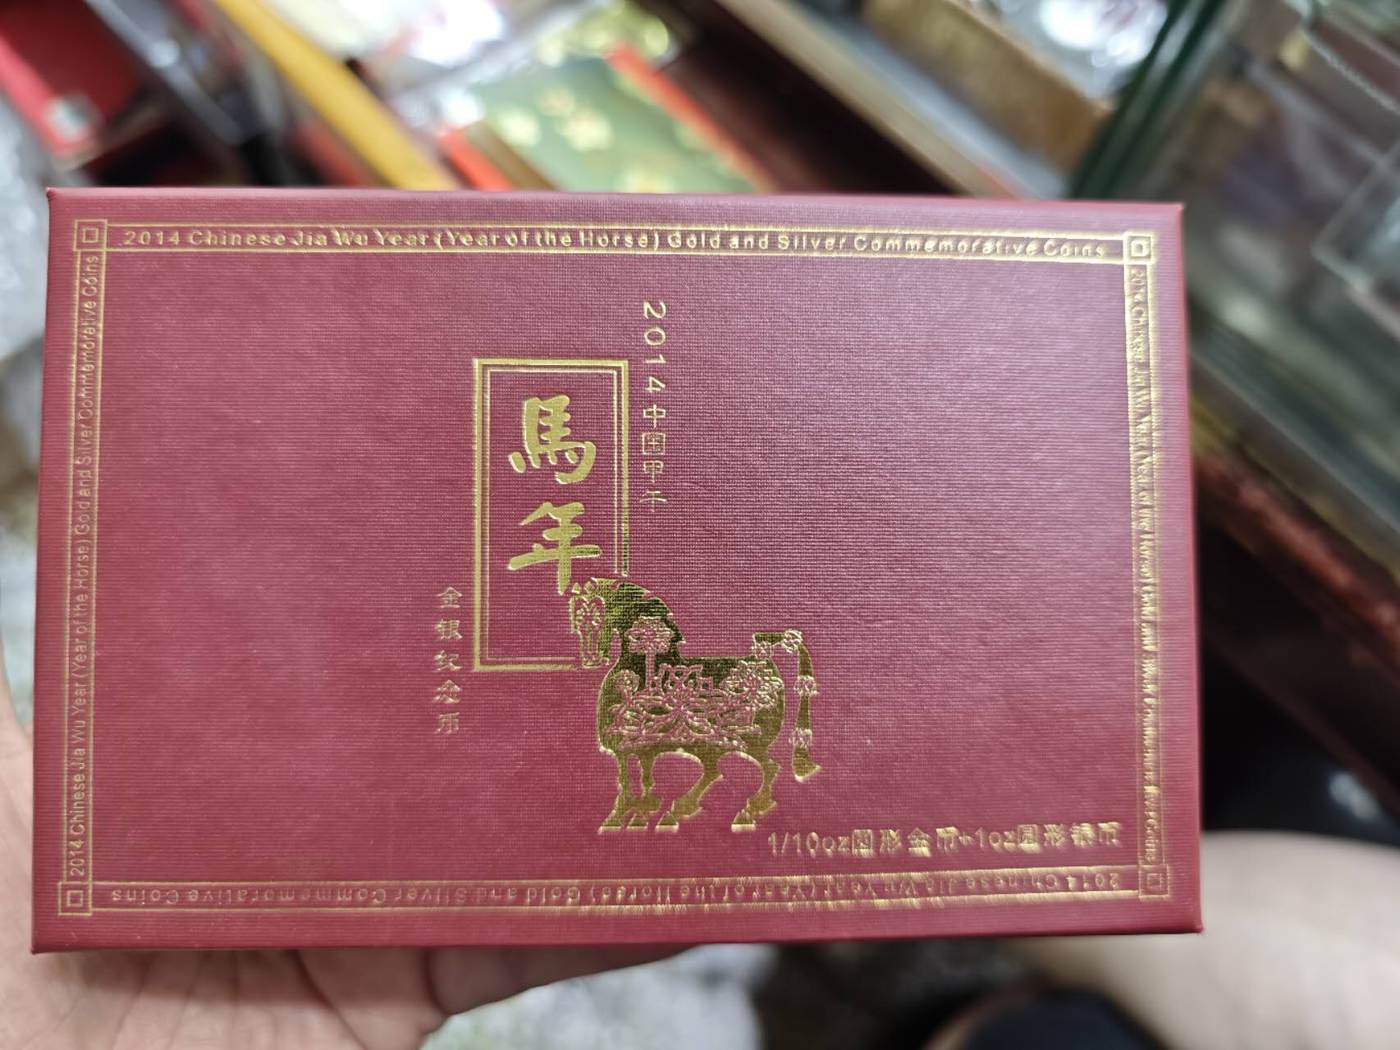 2014 Chinese Jia Wu Year (Year of the Horse) Gold and Silver Commemorative Coins
2014中国甲午
馬年
金银纪念币
1/10oz圆形金币+1oz圆形银币
2014 Chinese Jia Wu Year (Year of the Horse) Gold and Silver Commemorative Coins
2014 Chinese Jia Wu Year (Year of the Horse) Gold and Silver Commemorative Coins
2014 Chinese Jia Wu Year (Year of the Horse) Gold and Silver Commemorative Coins